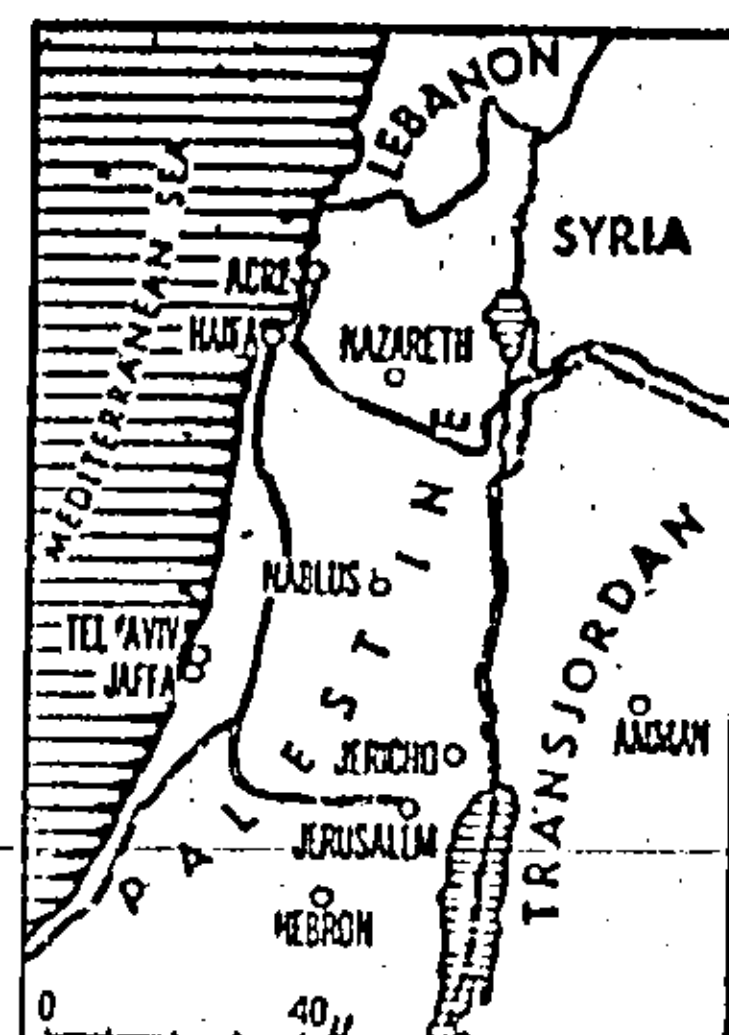 LEBANON
MEDITERRANEAN SEA
SYRIA
ACRE
HAIFA
NAZARETH
PALESTINE
NABLUS
TEL AVIV
JAFFA
TRANSJORDAN
AMMAN
JERICHO
JERUSALEM
HEBRON
0 40